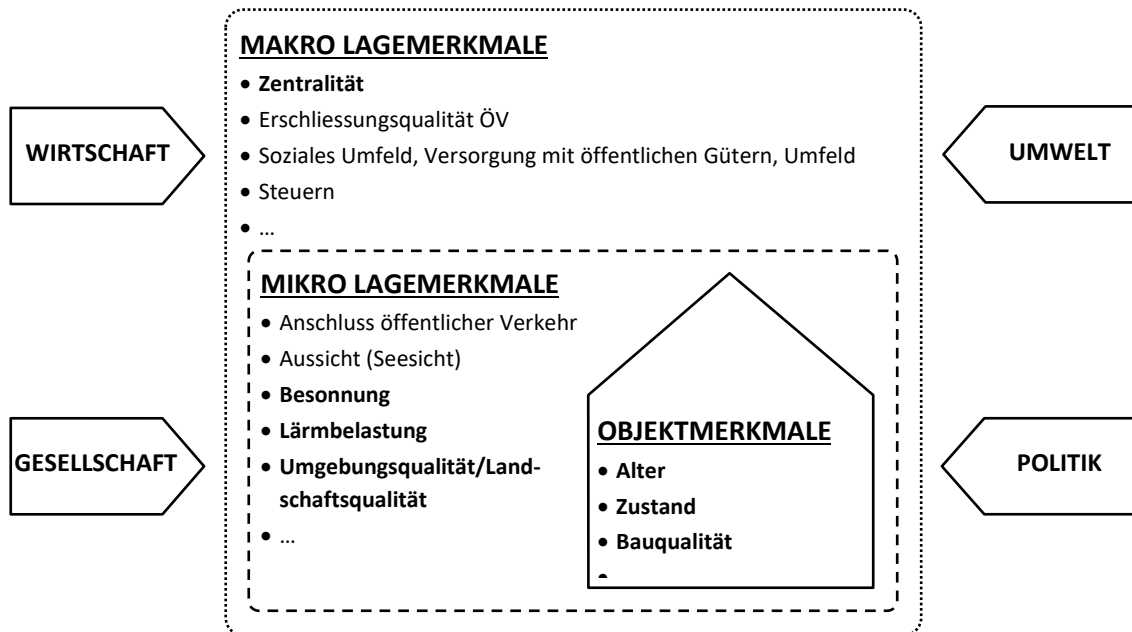 MAKRO LAGEMERKMALE
• Zentralität
• Erschliessungsqualität ÖV
• Soziales Umfeld, Versorgung mit öffentlichen Gütern, Umfeld
• Steuern
• ...
WIRTSCHAFT
UMWELT
MIKRO LAGEMERKMALE
• Anschluss öffentlicher Verkehr
• Aussicht (Seesicht)
• Besonnung
• Lärmbelastung
• Umgebungsqualität/Land-
schaftsqualität
• ...
OBJEKTMERKMALE
• Alter
• Zustand
• Bauqualität
•
GESELLSCHAFT
POLITIK